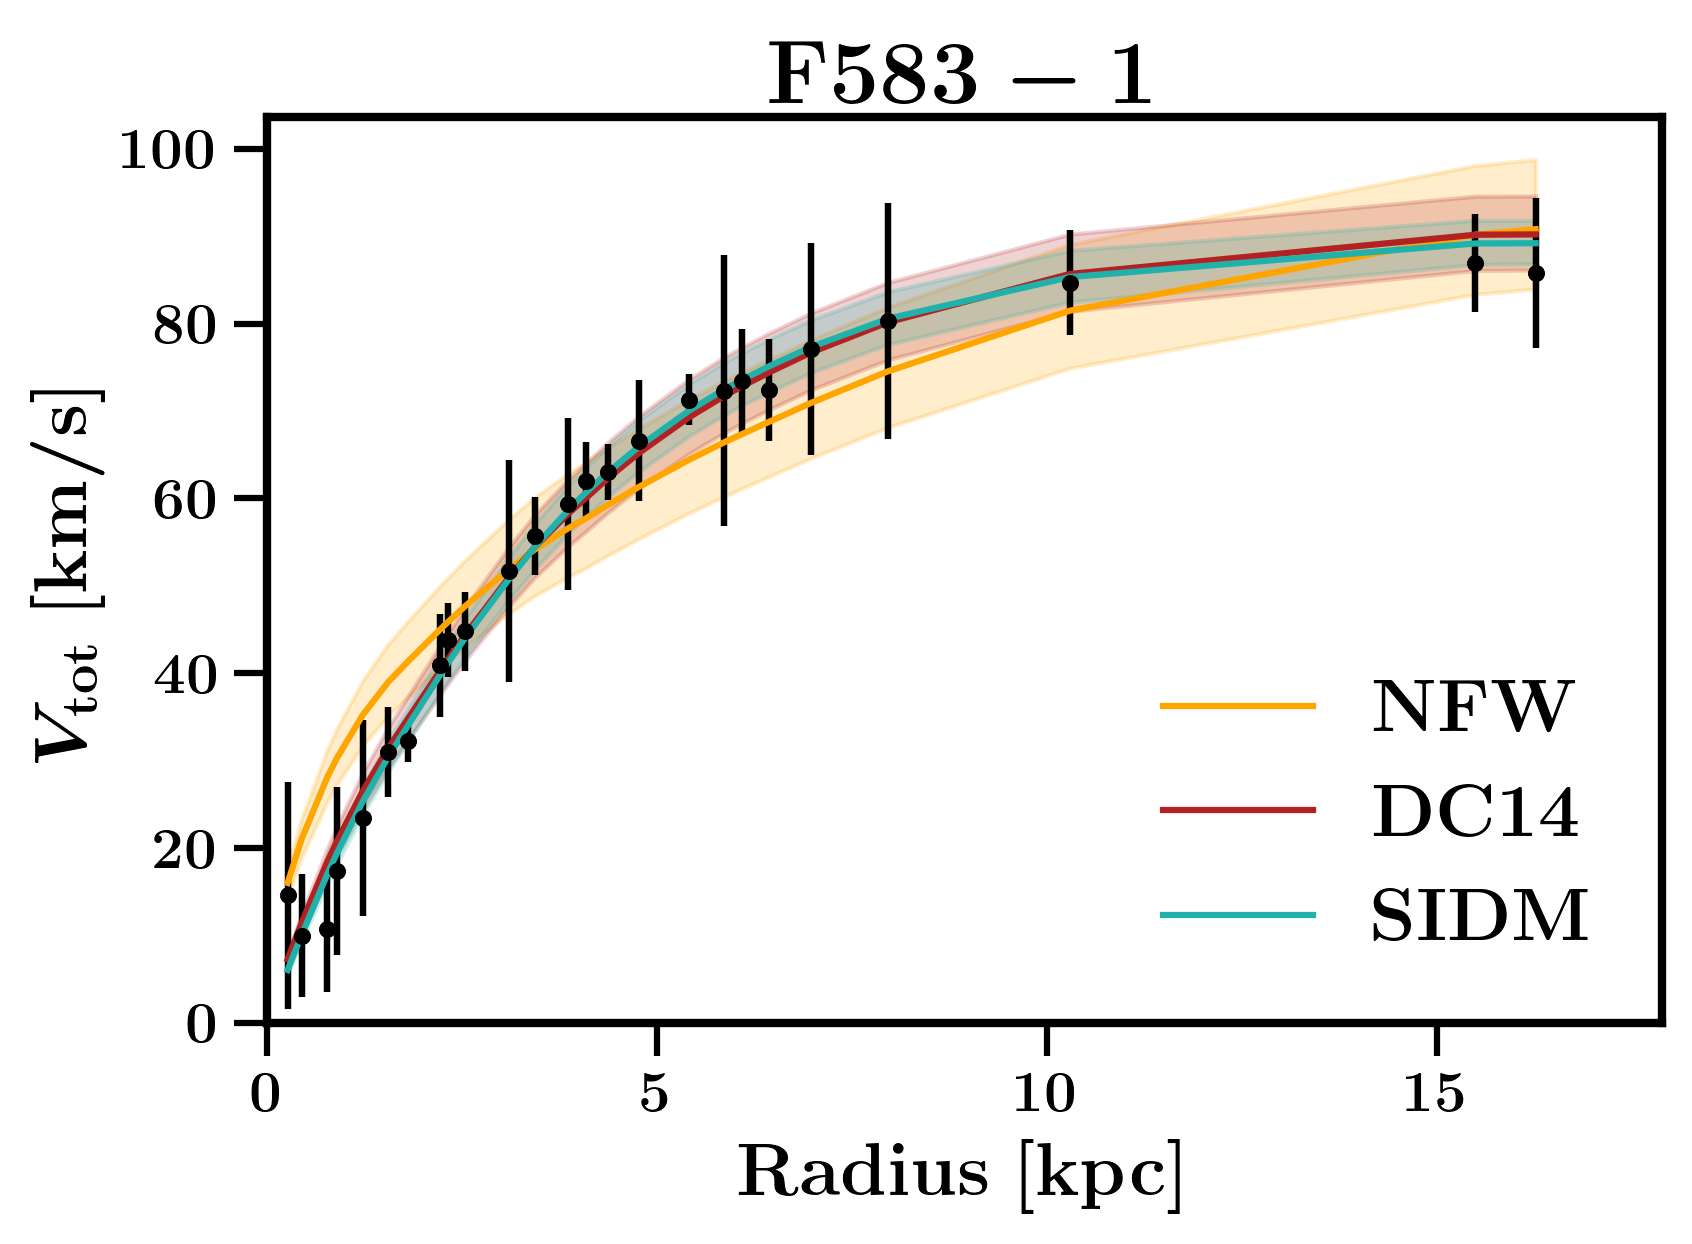 F583 − 1
100
80
60
40
20
0
V_tot [km/s]
NFW
DC14
SIDM
0 5 10 15
Radius [kpc]